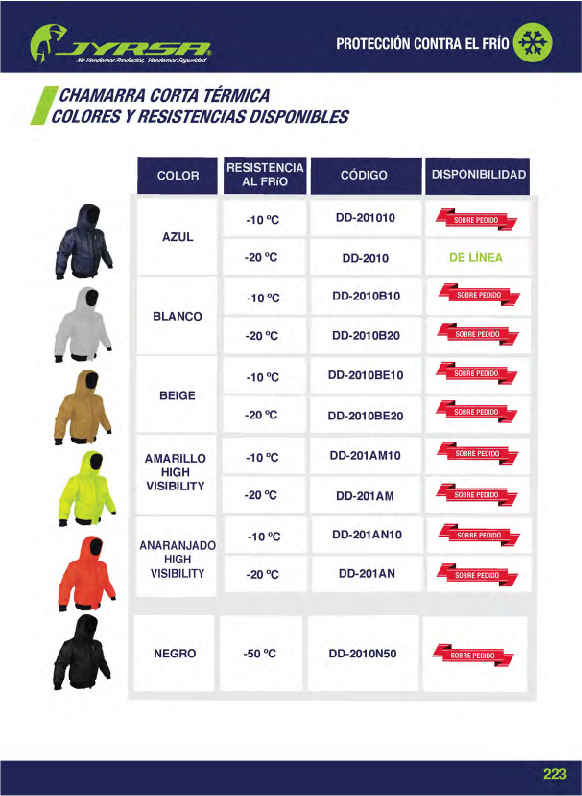 JYRSA®
No Vendemos Productos, Vendemos Seguridad
PROTECCIÓN CONTRA EL FRÍO
CHAMARRA CORTA TÉRMICA
COLORES Y RESISTENCIAS DISPONIBLES
COLOR
RESISTENCIA
AL FRíO
CÓDIGO
DISPONIBILIDAD
AZUL
-10 ºC
DD-201010
SOBRE PEDIDO
-20 ºC
DD-2010
DE LÍNEA
BLANCO
-10 ºC
DD-2010B10
SOBRE PEDIDO
-20 ºC
DD-2010B20
SOBRE PEDIDO
BEIGE
-10 ºC
DD-2010BE10
SOBRE PEDIDO
-20 ºC
DD-2010BE20
SOBRE PEDIDO
AMARILLO
HIGH
VISIBILITY
-10 ºC
DD-201AM10
SOBRE PEDIDO
-20 ºC
DD-201AM
SOBRE PEDIDO
ANARANJADO
HIGH
VISIBILITY
-10 ºC
DD-201AN10
SOBRE PEDIDO
-20 ºC
DD-201AN
SOBRE PEDIDO
NEGRO
-50 ºC
DD-2010N50
SOBRE PEDIDO
223